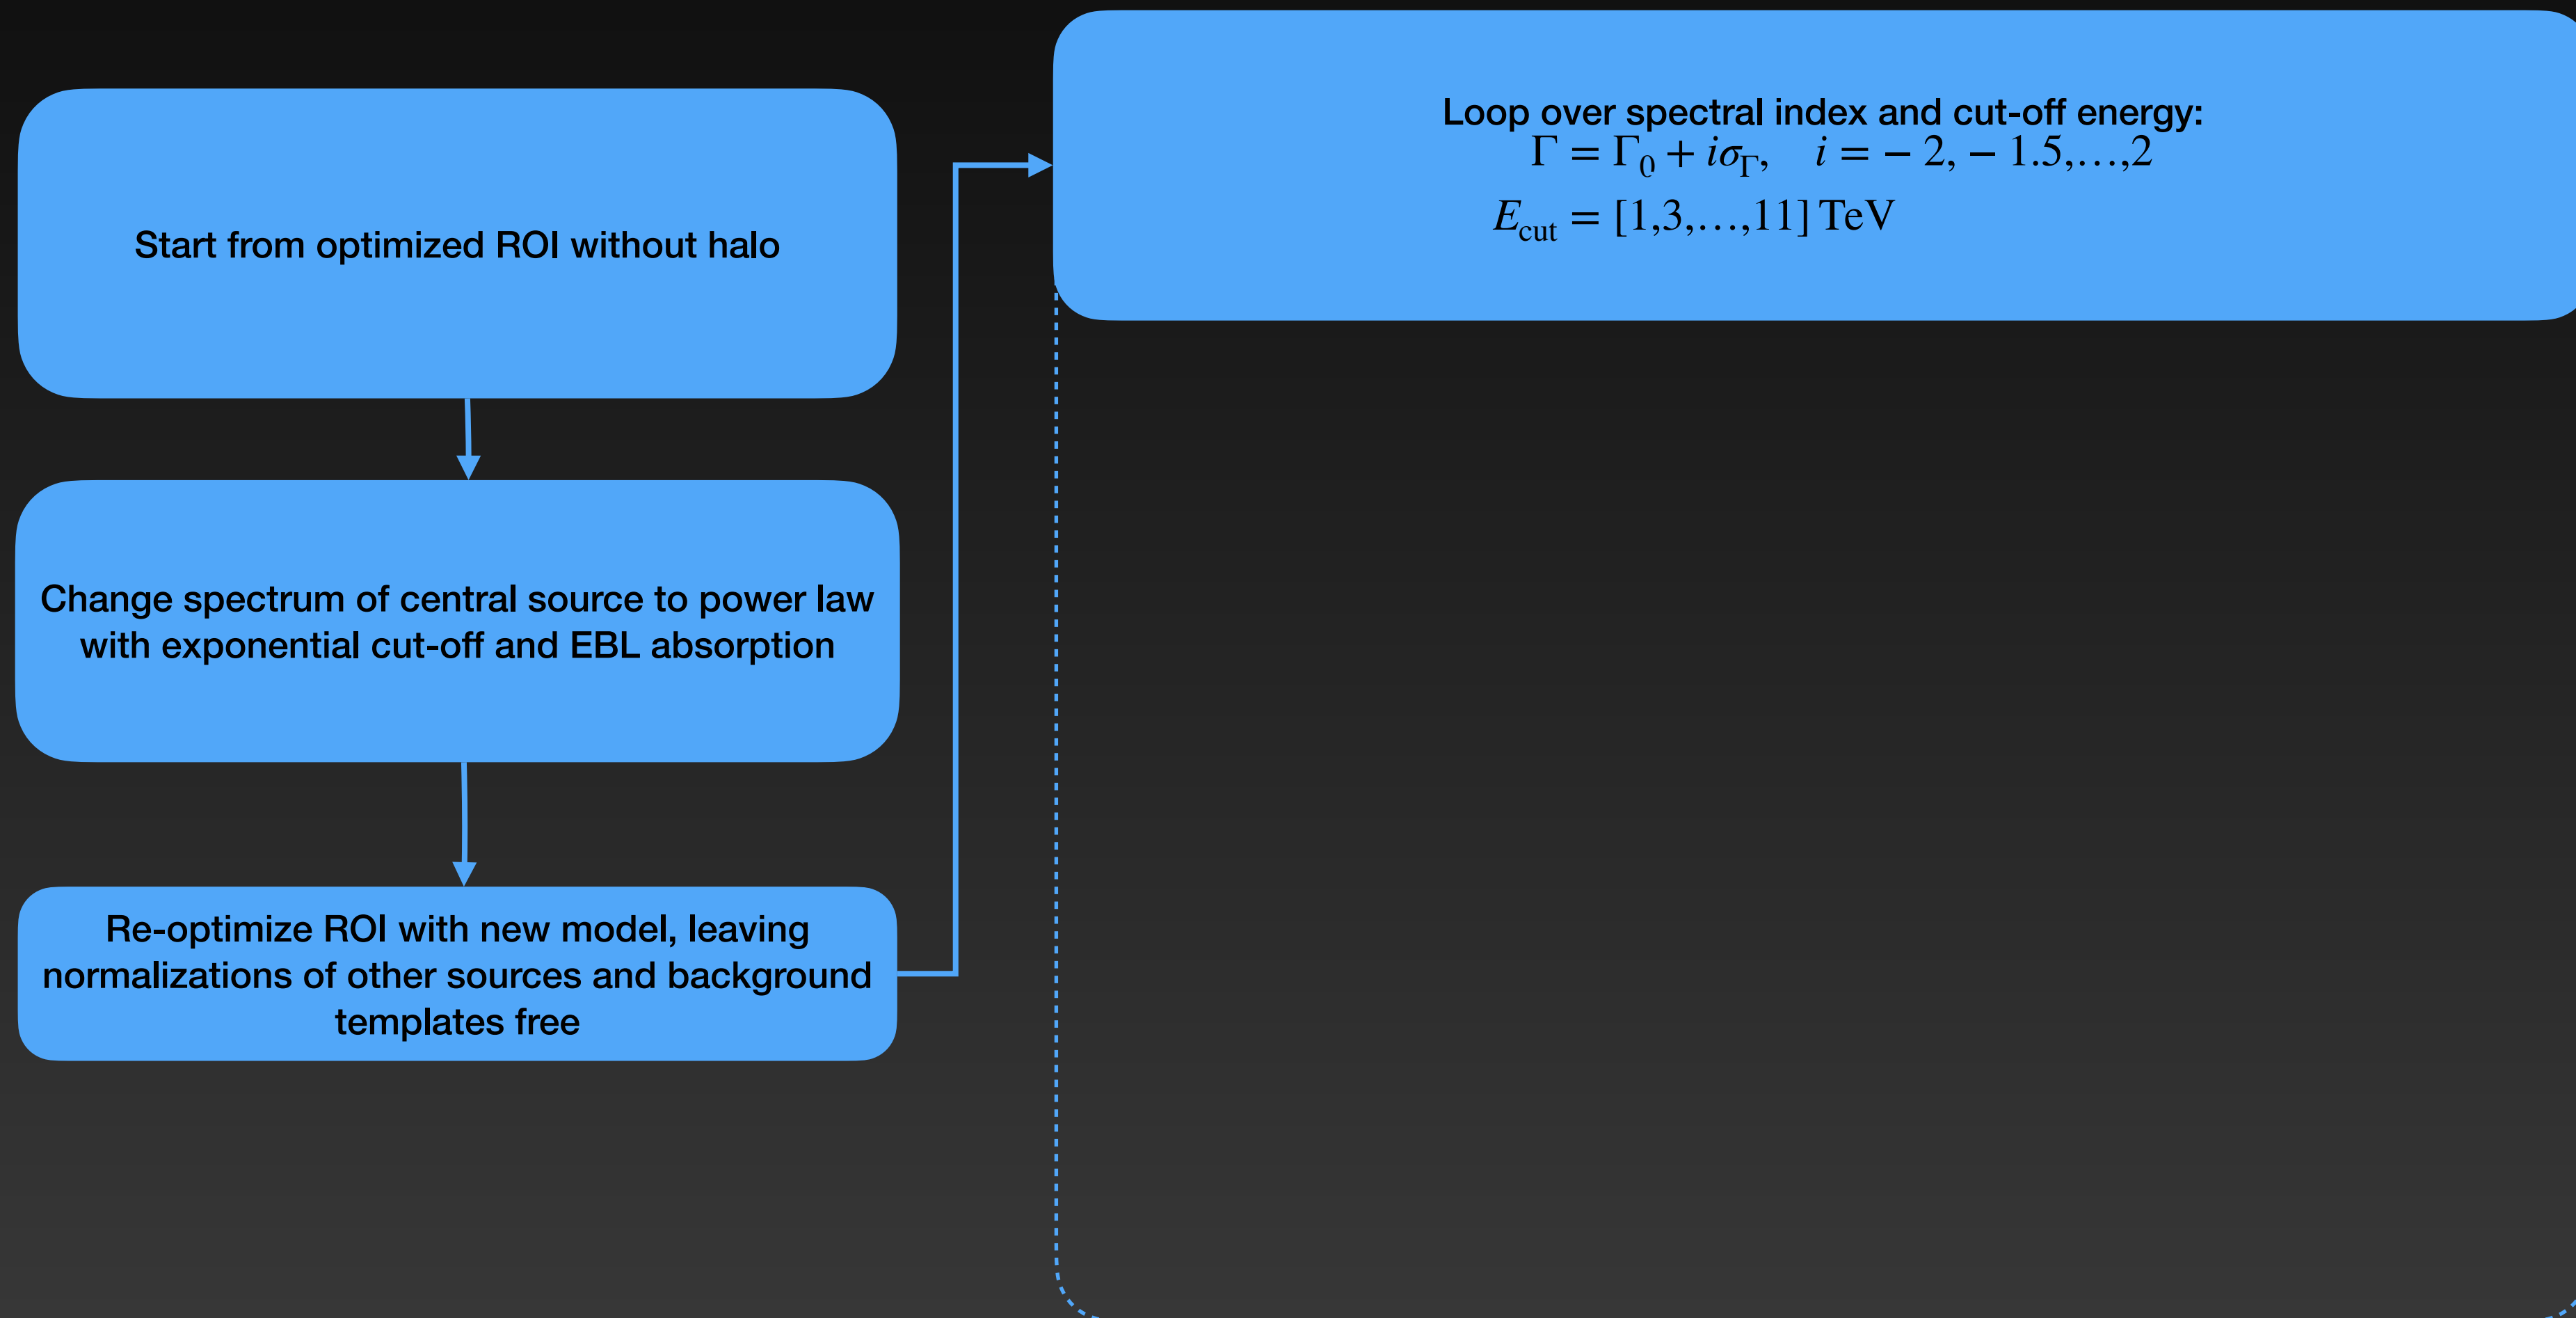 Start from optimized ROI without halo
Change spectrum of central source to power law
with exponential cut-off and EBL absorption
Re-optimize ROI with new model, leaving
normalizations of other sources and background
templates free
Loop over spectral index and cut-off energy:
Γ = Γ₀ + iσ_Γ, i = − 2, − 1.5,…,2
E_cut = [1,3,…,11] TeV